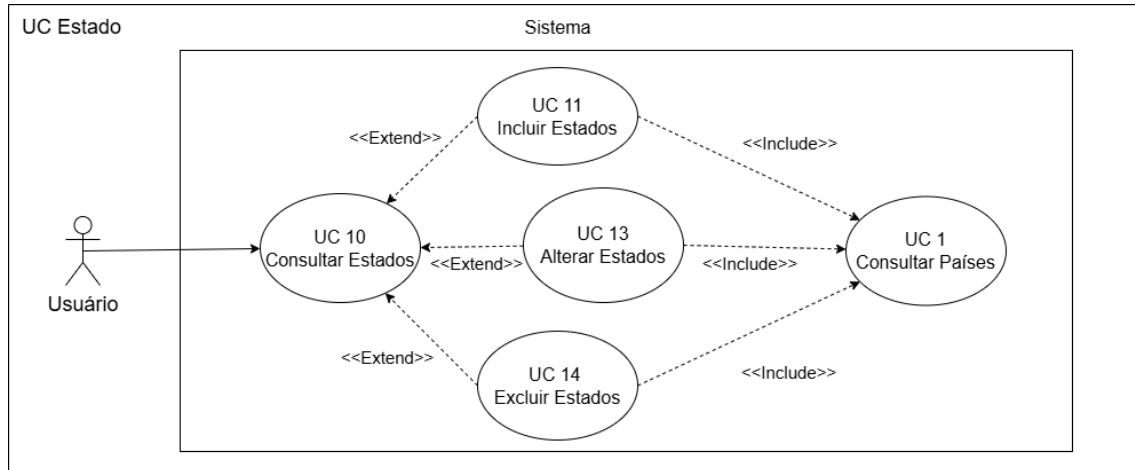 UC Estado
Sistema
UC 11
Incluir Estados
<<Extend>>
<<Include>>
UC 10
Consultar Estados
UC 13
Alterar Estados
UC 1
Consultar Países
<<Extend>>
<<Include>>
Usuário
<<Extend>>
UC 14
Excluir Estados
<<Include>>